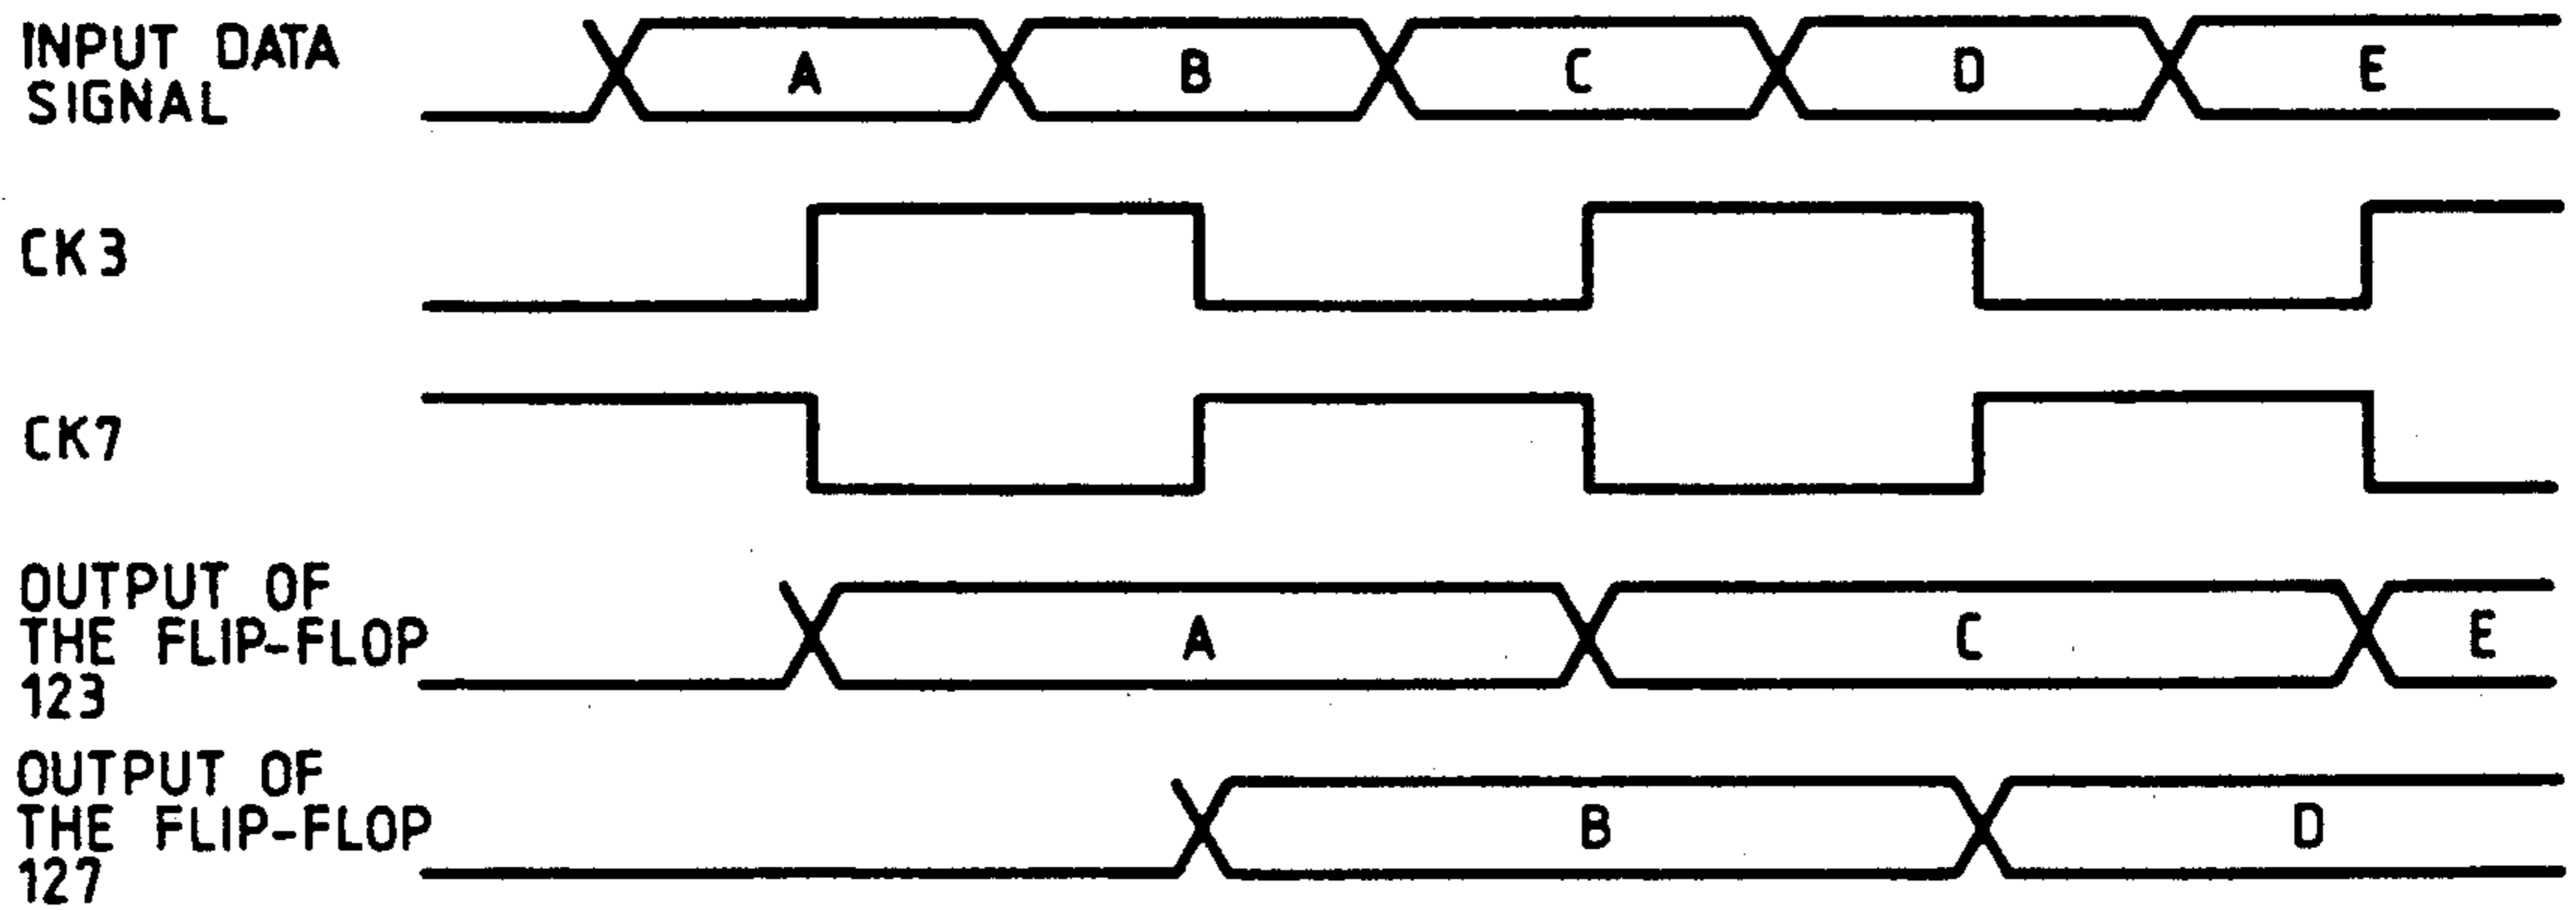 INPUT DATA
SIGNAL
A B C D E
CK3
CK7
OUTPUT OF
THE FLIP-FLOP
123
A C E
OUTPUT OF
THE FLIP-FLOP
127
B D